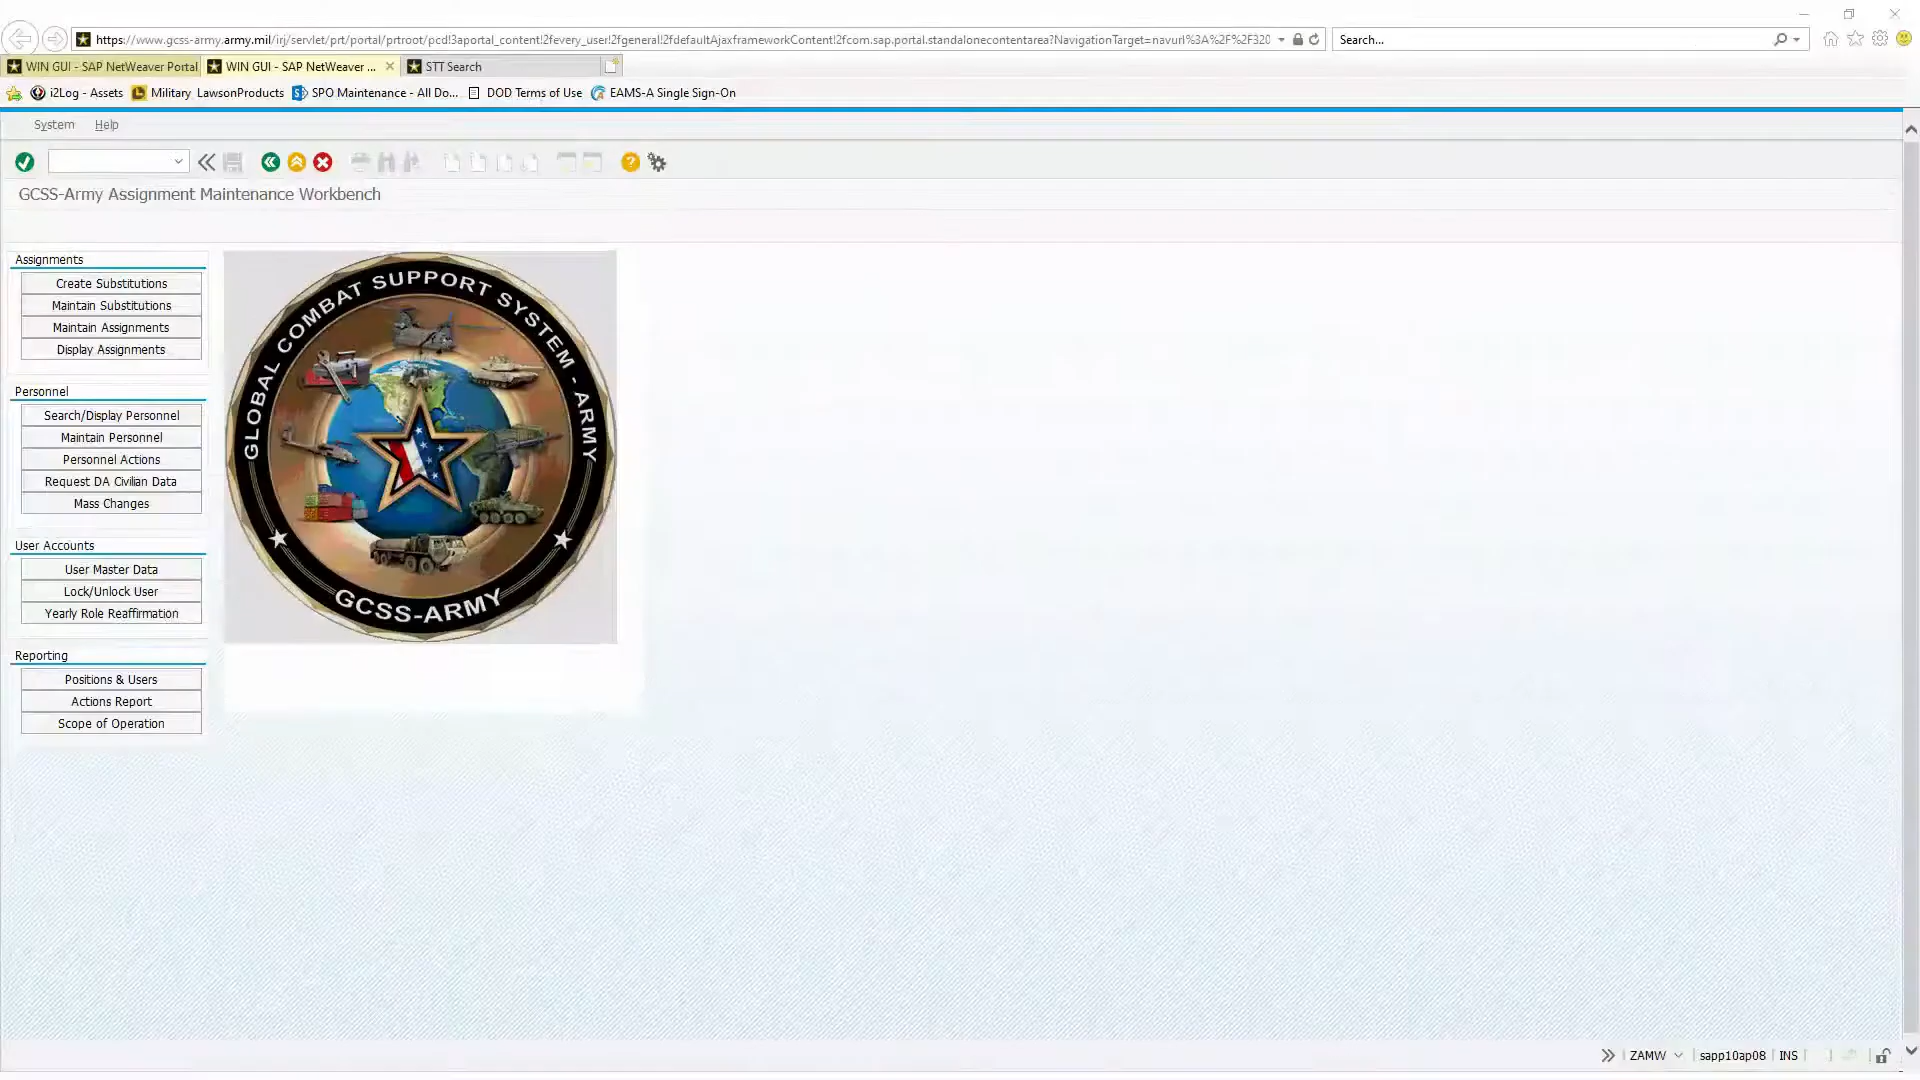 https://www.gcss-army.army.mil/irj/servlet/prt/portal/prtroot/pcd!3aportal_content!2fevery_user!2fgeneral!2fdefaultAjaxframeworkContent!2fcom.sap.portal.standalonecontentarea?NavigationTarget=navurl%3A%2F%2F320 Search...
WIN GUI - SAP NetWeaver Portal WIN GUI - SAP NetWeaver ... STT Search
i2Log - Assets Military LawsonProducts SPO Maintenance - All Do... DOD Terms of Use EAMS-A Single Sign-On
System Help
GCSS-Army Assignment Maintenance Workbench
Assignments
Create Substitutions
Maintain Substitutions
Maintain Assignments
Display Assignments
Personnel
Search/Display Personnel
Maintain Personnel
Personnel Actions
Request DA Civilian Data
Mass Changes
User Accounts
User Master Data
Lock/Unlock User
Yearly Role Reaffirmation
Reporting
Positions & Users
Actions Report
Scope of Operation
GLOBAL COMBAT SUPPORT SYSTEM - ARMY
GCSS-ARMY
ZAMW sapp10ap08 INS